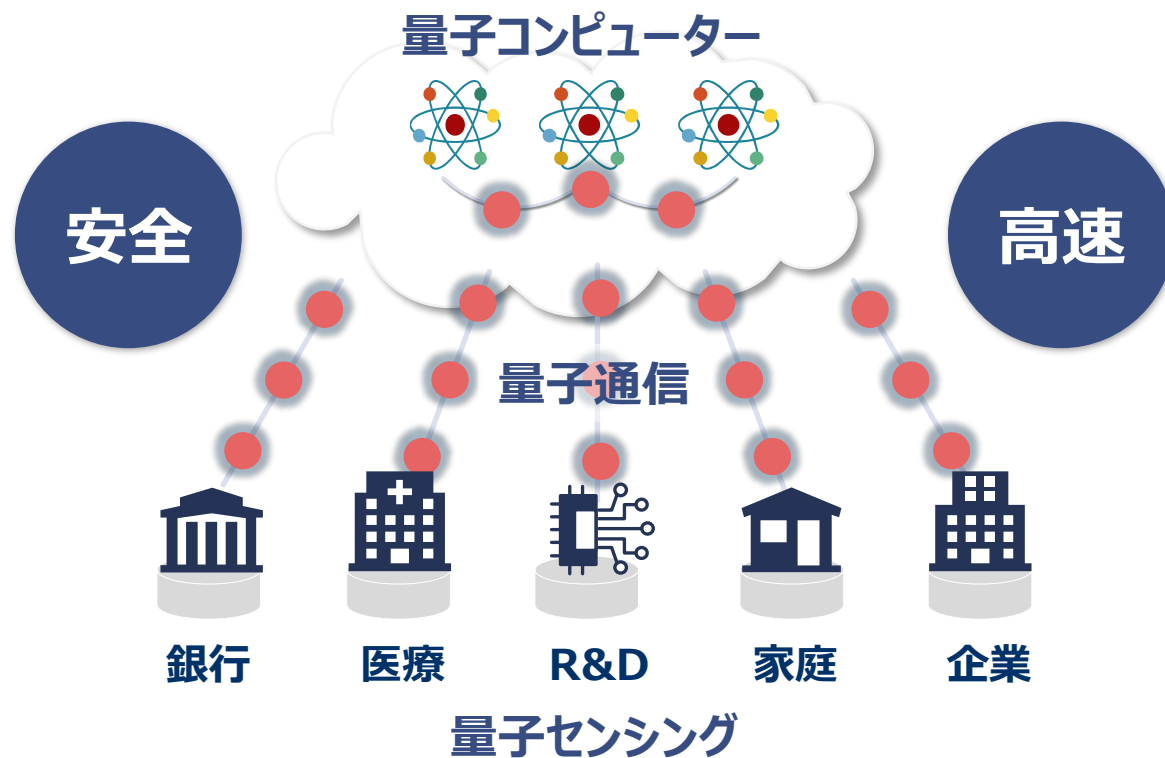 量子コンピューター
安全
高速
量子通信
銀行
医療
R&D
家庭
企業
量子センシング